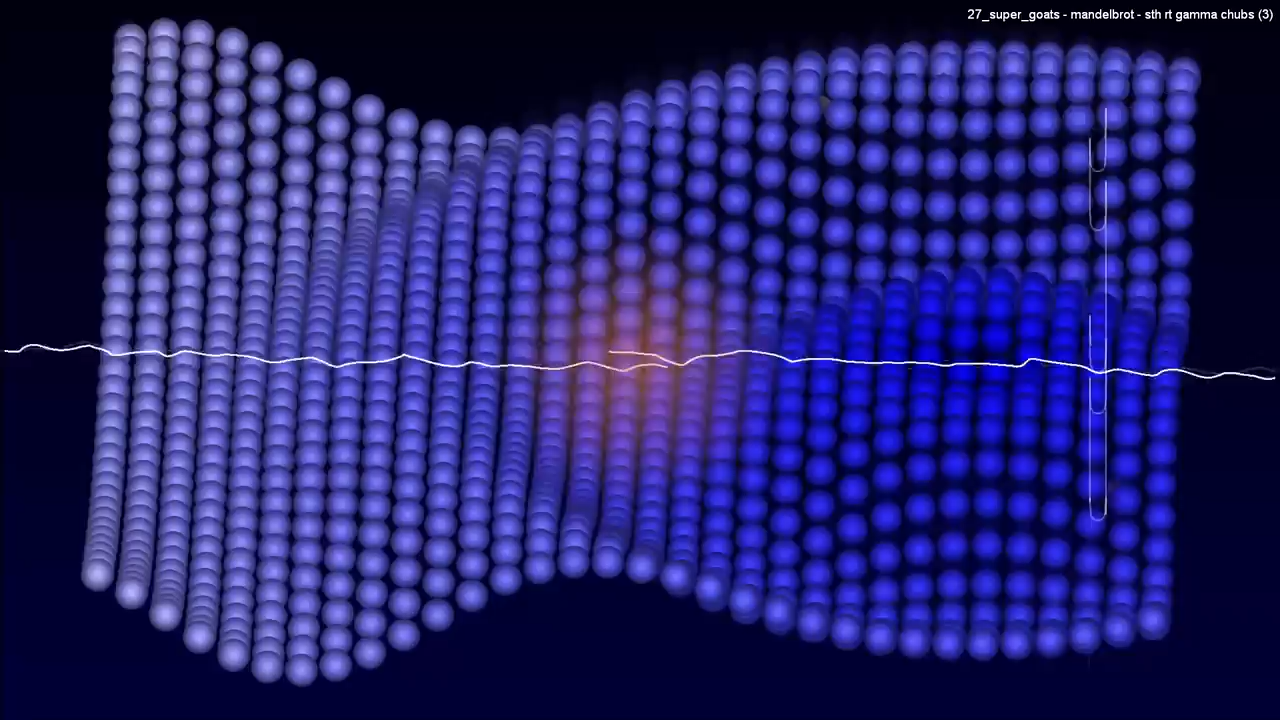 27_super_goats - mandelbrot - sth rt gamma chubs (3)